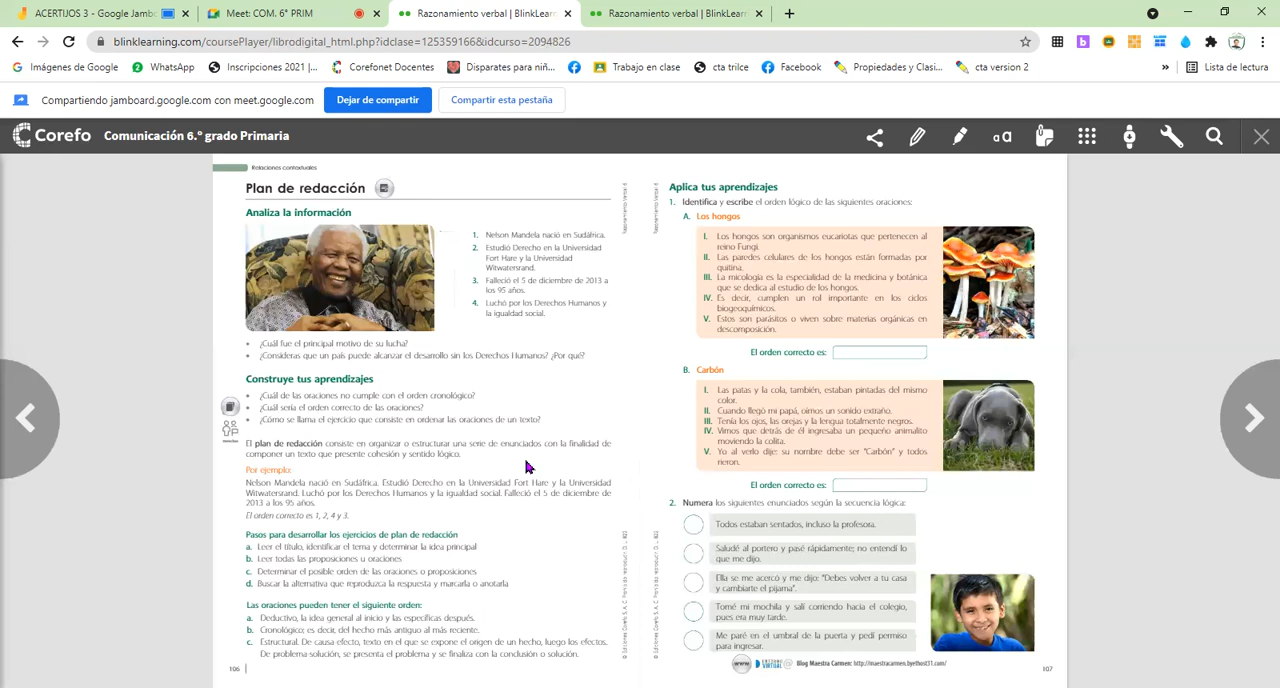 ACERTIJOS 3 - Google Jamb
Meet: COM. 6° PRIM
Razonamiento verbal | BlinkLear
Razonamiento verbal | BlinkLear
blinklearning.com/coursePlayer/librodigital_html.php?idclase=125359166&idcurso=2094826
Imágenes de Google
WhatsApp
Inscripciones 2021 |...
Corefonet Docentes
Disparates para niñ...
Trabajo en clase
cta trilce
Facebook
Propiedades y Clasi...
cta version 2
»
Lista de lectura
Compartiendo jamboard.google.com con meet.google.com
Dejar de compartir
Compartir esta pestaña
Corefo
Comunicación 6.º grado Primaria
aA
Relaciones contextuales
Plan de redacción
Analiza la información
1. Nelson Mandela nació en Sudáfrica.
2. Estudió Derecho en la Universidad
Fort Hare y la Universidad
Witwatersrand.
3. Falleció el 5 de diciembre de 2013 a
los 95 años.
4. Luchó por los Derechos Humanos y
la igualdad social.
• ¿Cuál fue el principal motivo de su lucha?
• ¿Consideras que un país puede alcanzar el desarrollo sin los Derechos Humanos? ¿Por qué?
Construye tus aprendizajes
• ¿Cuál de las oraciones no cumple con el orden cronológico?
• ¿Cuál sería el orden correcto de las oraciones?
• ¿Cómo se llama el ejercicio que consiste en ordenar las oraciones de un texto?
El plan de redacción consiste en organizar o estructurar una serie de enunciados con la finalidad de
componer un texto que presente cohesión y sentido lógico.
Por ejemplo:
Nelson Mandela nació en Sudáfrica. Estudió Derecho en la Universidad Fort Hare y la Universidad
Witwatersrand. Luchó por los Derechos Humanos y la igualdad social. Falleció el 5 de diciembre de
2013 a los 95 años.
El orden correcto es 1, 2, 4 y 3.
Pasos para desarrollar los ejercicios de plan de redacción
a. Leer el título, identificar el tema y determinar la idea principal
b. Leer todas las proposiciones u oraciones
c. Determinar el posible orden de las oraciones o proposiciones
d. Buscar la alternativa que reproduzca la respuesta y marcarla o anotarla
Las oraciones pueden tener el siguiente orden:
a. Deductivo, la idea general al inicio y las específicas después.
b. Cronológico; es decir, del hecho más antiguo al más reciente.
c. Estructural. De causa efecto, texto en el que se expone el origen de un hecho, luego los efectos.
De problema-solución, se presenta el problema y se finaliza con la conclusión o solución.
106
Aplica tus aprendizajes
1. Identifica y escribe el orden lógico de las siguientes oraciones:
A. Los hongos
I. Los hongos son organismos eucariotas que pertenecen al
reino Fungi.
II. Las paredes celulares de los hongos están formadas por
quitina.
III. La micología es la especialidad de la medicina y botánica
que se dedica al estudio de los hongos.
IV. Es decir, cumplen un rol importante en los ciclos
biogeoquímicos.
V. Estos son parásitos o viven sobre materias orgánicas en
descomposición.
El orden correcto es:
B. Carbón
I. Las patas y la cola, también, estaban pintadas del mismo
color.
II. Cuando llegó mi papá, oímos un sonido extraño.
III. Tenía los ojos, las orejas y la lengua totalmente negros.
IV. Vimos que detrás de él ingresaba un pequeño animalito
moviendo la colita.
V. Yo al verlo dije: su nombre debe ser "Carbón" y todos
rieron.
El orden correcto es:
2. Numera los siguientes enunciados según la secuencia lógica:
Todos estaban sentados, incluso la profesora.
Saludé al portero y pasé rápidamente; no entendí lo
que me dijo.
Ella se me acercó y me dijo: "Debes volver a tu casa
y cambiarte el pijama".
Tomé mi mochila y salí corriendo hacia el colegio,
pues era muy tarde.
Me paré en el umbral de la puerta y pedí permiso
para ingresar.
www
ENTORNO
VIRTUAL
Blog Maestra Carmen: http://maestracarmen.byethost31.com/
107